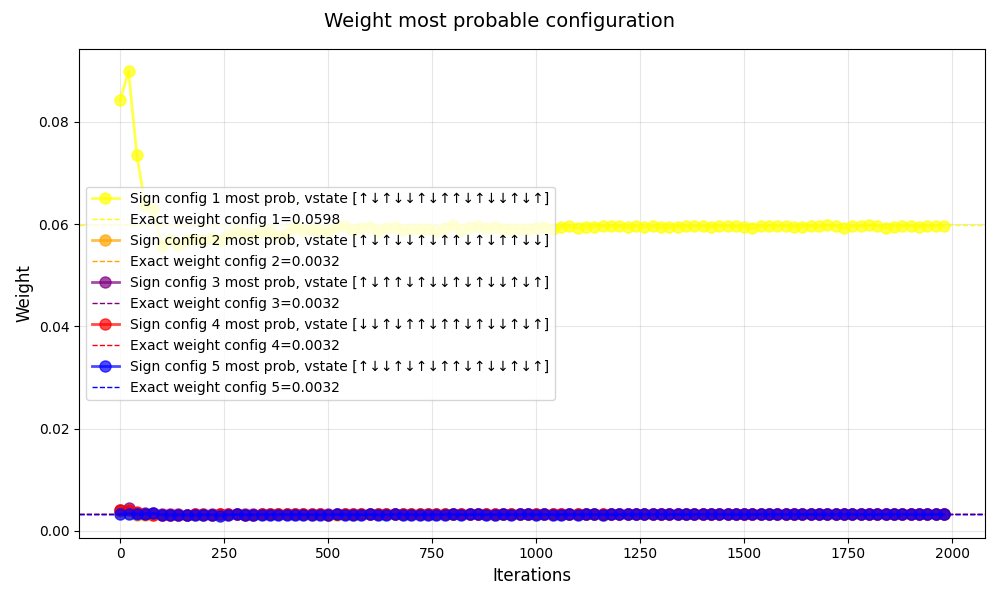 Weight most probable configuration
Weight
0.08
0.06
0.04
0.02
0.00
Sign config 1 most prob, vstate [↑↓↑↓↓↑↓↑↑↓↑↓↓↑↓↑]
Exact weight config 1=0.0598
Sign config 2 most prob, vstate [↑↓↑↓↓↑↓↑↑↓↑↓↑↑↓↓]
Exact weight config 2=0.0032
Sign config 3 most prob, vstate [↑↓↑↑↓↑↓↓↑↓↑↓↓↑↓↑]
Exact weight config 3=0.0032
Sign config 4 most prob, vstate [↓↓↑↓↑↑↓↑↑↓↑↓↓↑↓↑]
Exact weight config 4=0.0032
Sign config 5 most prob, vstate [↑↓↓↑↓↑↓↑↑↓↑↓↓↑↓↑]
Exact weight config 5=0.0032
0 250 500 750 1000 1250 1500 1750 2000
Iterations